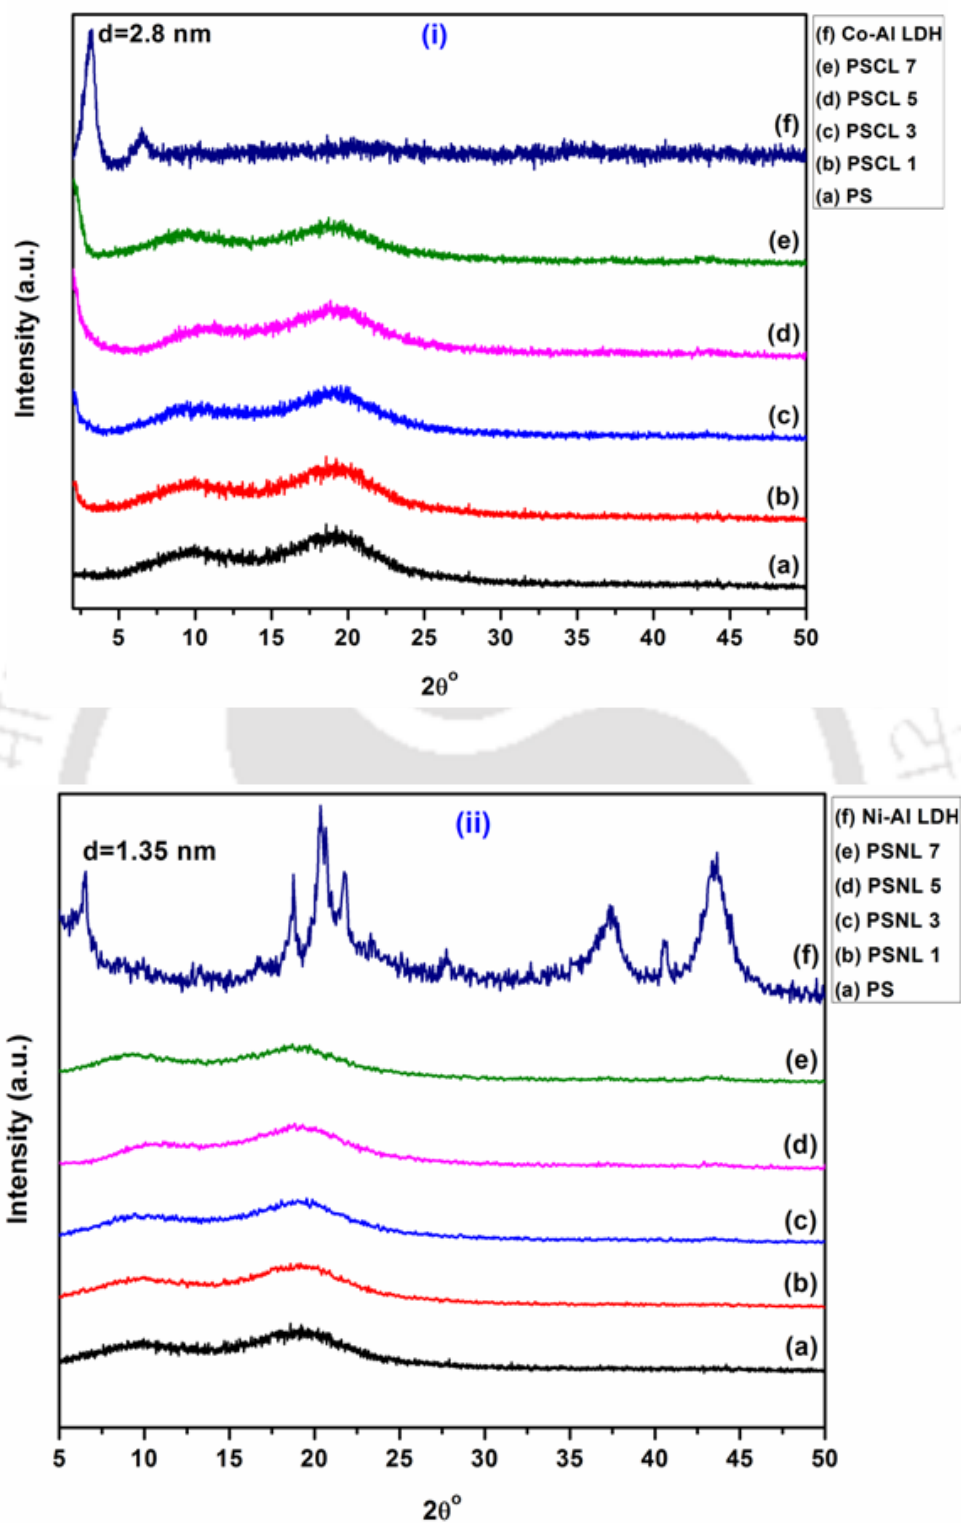 d=2.8 nm
(i)
(f) Co-Al LDH
(e) PSCL 7
(d) PSCL 5
(c) PSCL 3
(b) PSCL 1
(a) PS
(f)
(e)
(d)
(c)
(b)
(a)
Intensity (a.u.)
5 10 15 20 25 30 35 40 45 50
2θ°
(ii)
d=1.35 nm
(f) Ni-Al LDH
(e) PSNL 7
(d) PSNL 5
(c) PSNL 3
(b) PSNL 1
(a) PS
(f)
(e)
(d)
(c)
(b)
(a)
Intensity (a.u.)
5 10 15 20 25 30 35 40 45 50
2θ°